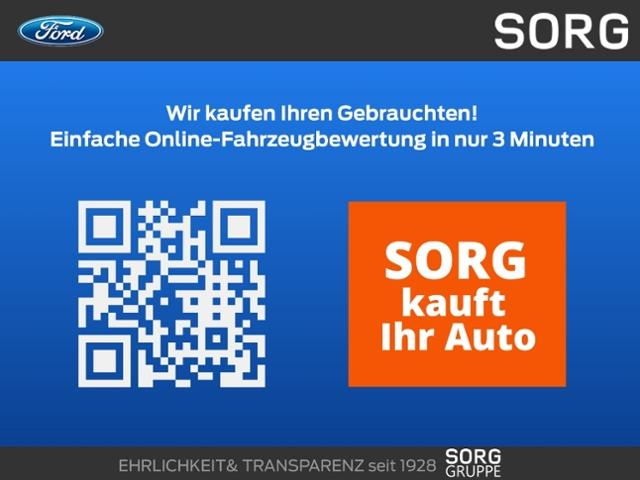 Ford
SORG
Wir kaufen Ihren Gebrauchten!
Einfache Online-Fahrzeugbewertung in nur 3 Minuten
SORG
kauft
Ihr Auto
EHRLICHKEIT& TRANSPARENZ seit 1928
SORG
GRUPPE